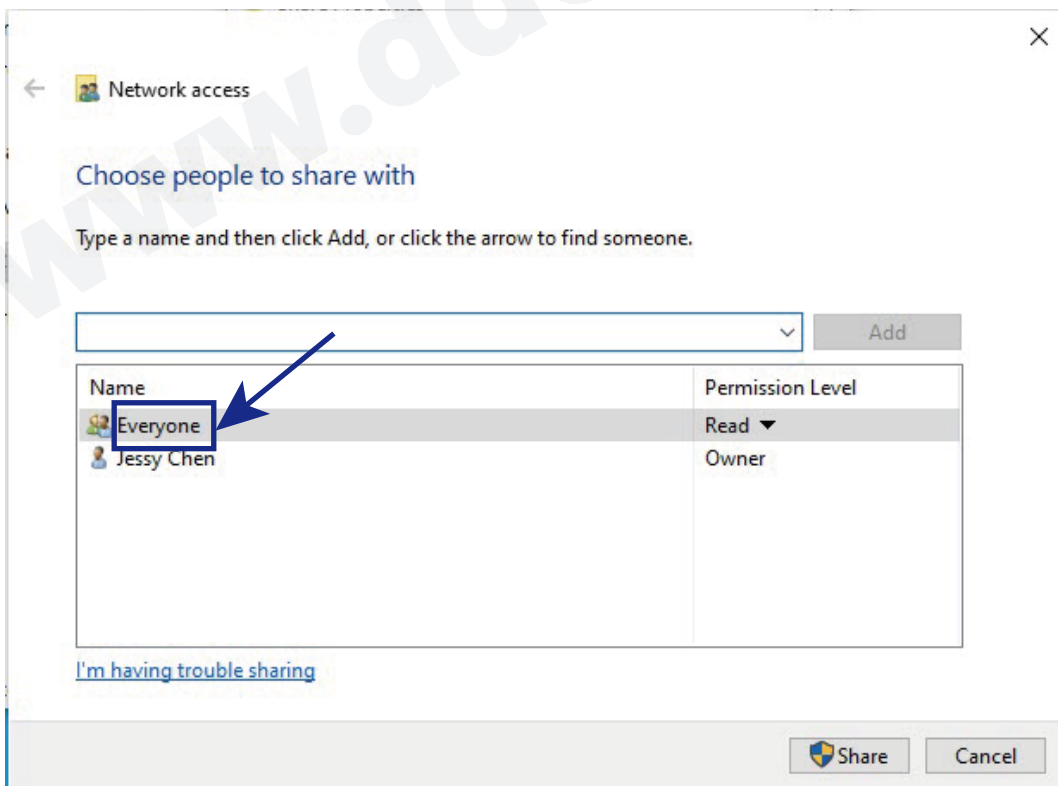 Network access
Choose people to share with
Type a name and then click Add, or click the arrow to find someone.
Add
Name Permission Level
Everyone Read
Jessy Chen Owner
I'm having trouble sharing
Share Cancel